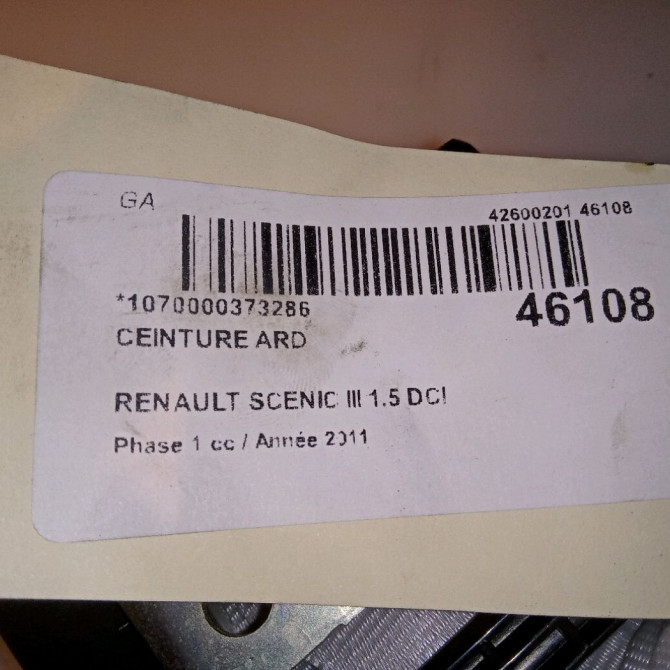 GA
42600201 46108
*1070000373286
46108
CEINTURE ARD
RENAULT SCENIC III 1.5 DCI
Phase 1 cc / Année 2011